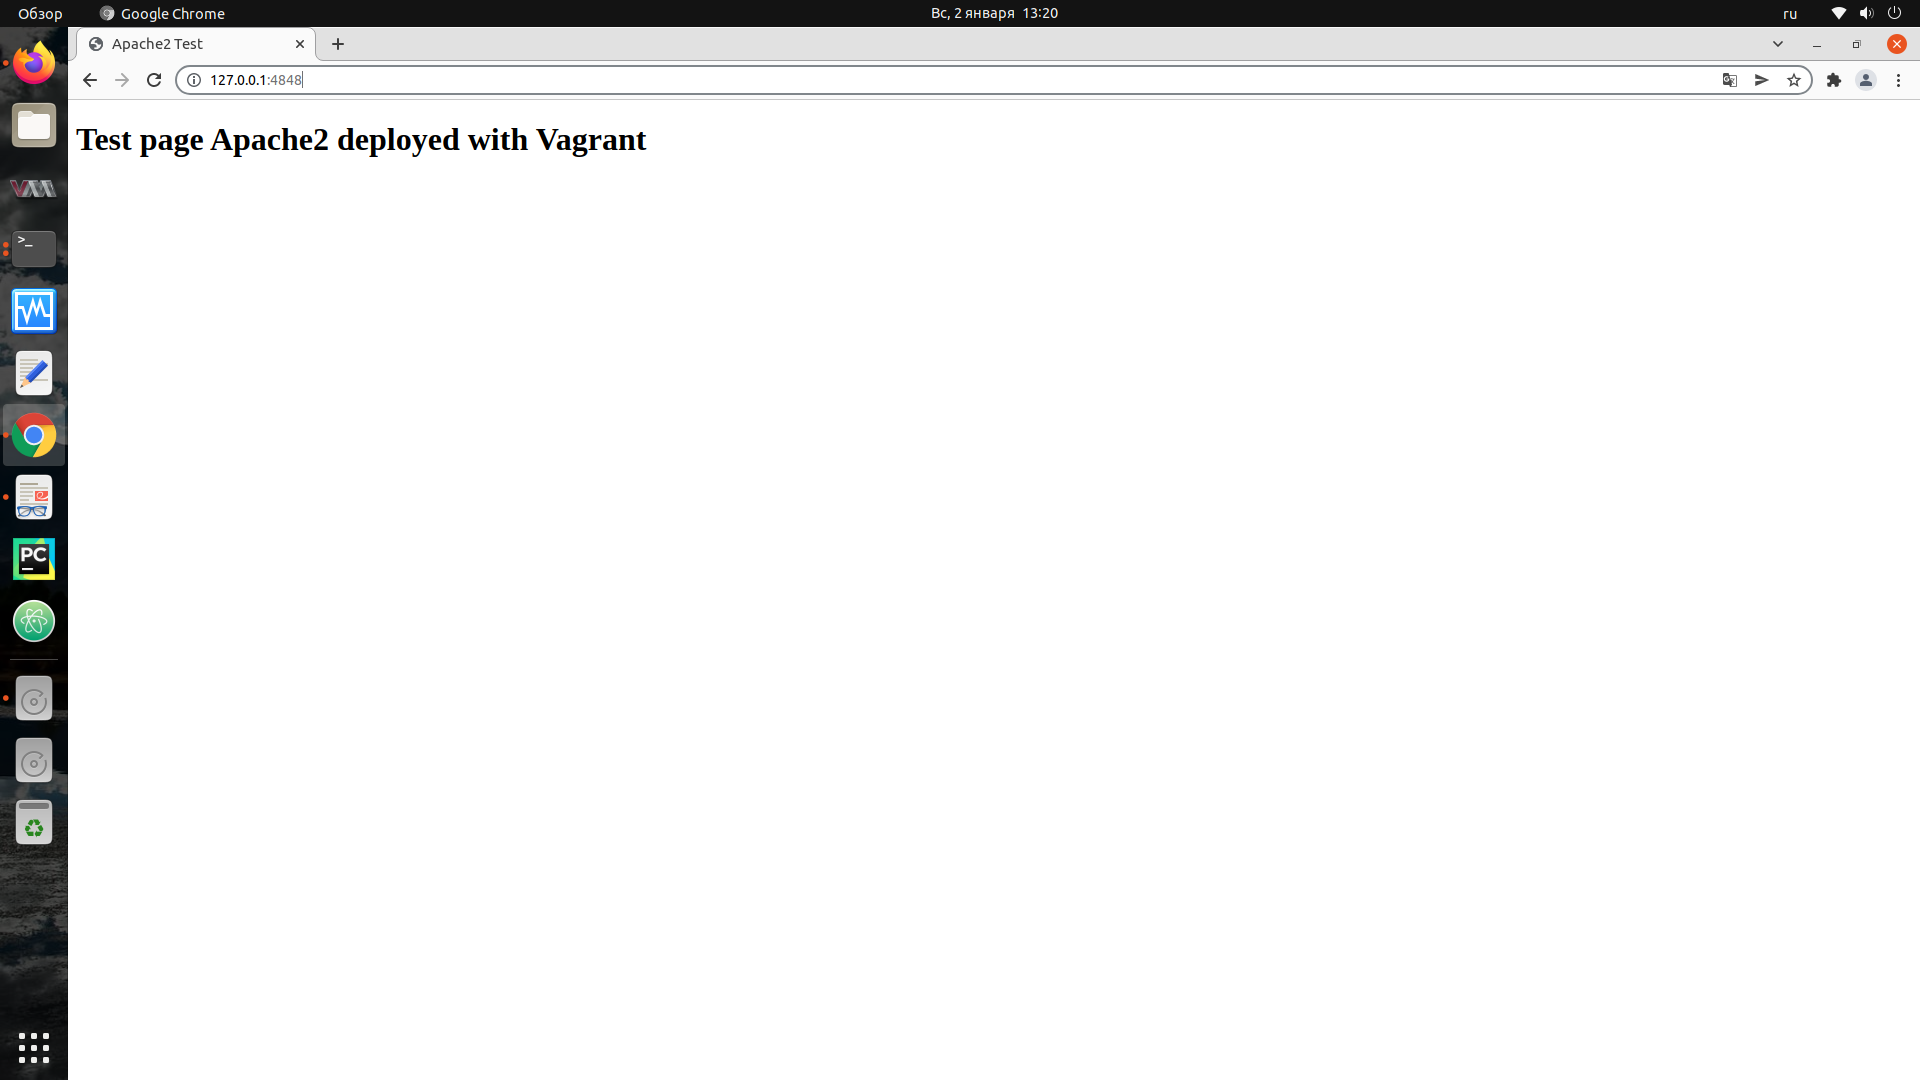 Обзор
Google Chrome
Вс, 2 января 13:20
ru
Apache2 Test
127.0.0.1:4848
Test page Apache2 deployed with Vagrant
VM
>_
PC